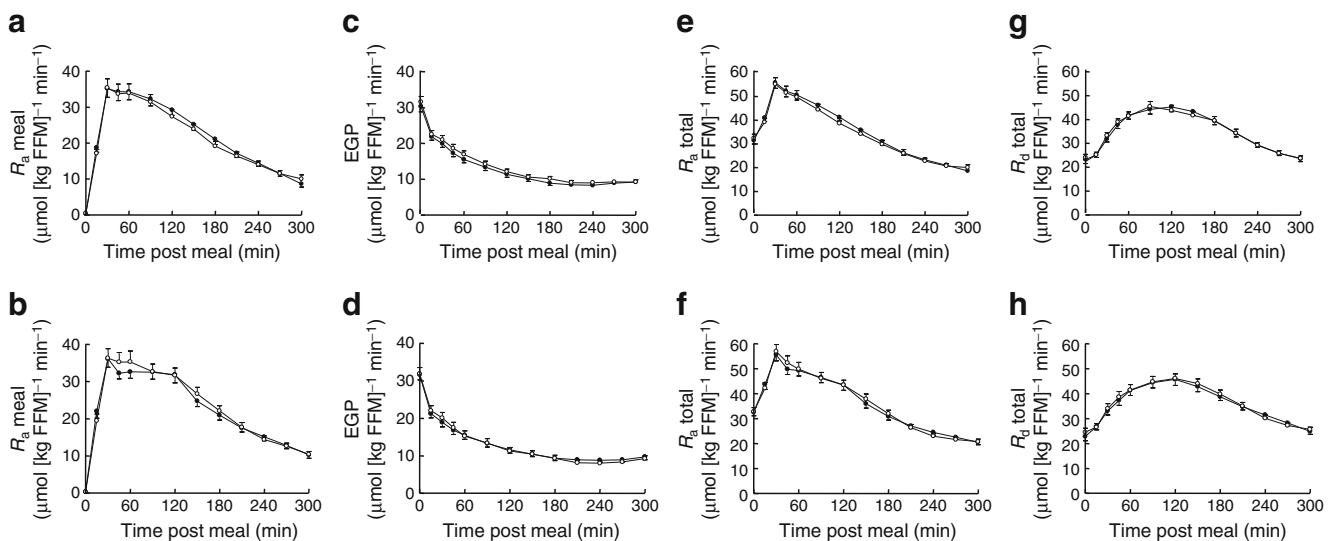 a
R_a meal
(μmol [kg FFM]⁻¹ min⁻¹)
40
30
20
10
0
0 60 120 180 240 300
Time post meal (min)
c
EGP
(μmol [kg FFM]⁻¹ min⁻¹)
40
30
20
10
0
0 60 120 180 240 300
Time post meal (min)
e
R_a total
(μmol [kg FFM]⁻¹ min⁻¹)
60
50
40
30
20
10
0
0 60 120 180 240 300
Time post meal (min)
g
R_d total
(μmol [kg FFM]⁻¹ min⁻¹)
60
50
40
30
20
10
0
0 60 120 180 240 300
Time post meal (min)
b
R_a meal
(μmol [kg FFM]⁻¹ min⁻¹)
40
30
20
10
0
0 60 120 180 240 300
Time post meal (min)
d
EGP
(μmol [kg FFM]⁻¹ min⁻¹)
40
30
20
10
0
0 60 120 180 240 300
Time post meal (min)
f
R_a total
(μmol [kg FFM]⁻¹ min⁻¹)
60
50
40
30
20
10
0
0 60 120 180 240 300
Time post meal (min)
h
R_d total
(μmol [kg FFM]⁻¹ min⁻¹)
60
50
40
30
20
10
0
0 60 120 180 240 300
Time post meal (min)